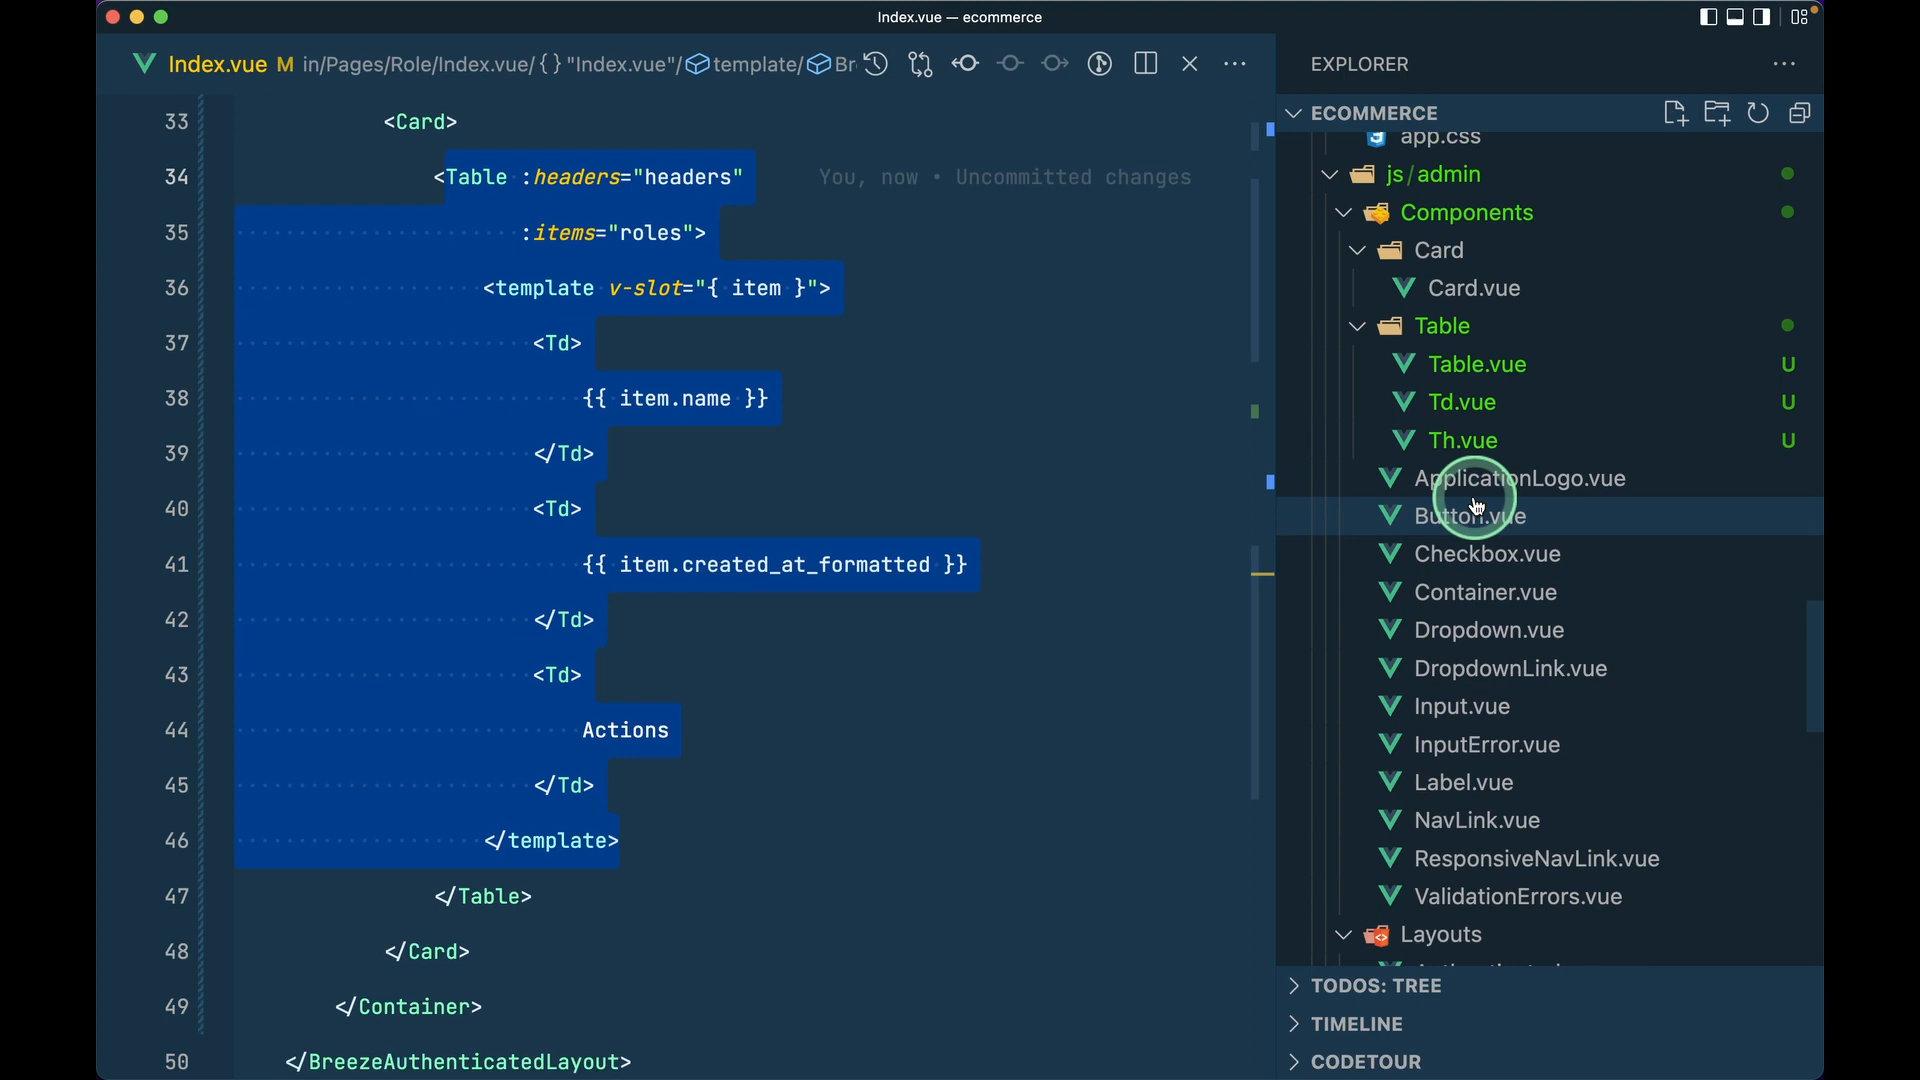 Index.vue — ecommerce
Index.vue M in/Pages/Role/Index.vue/ {} "Index.vue"/ template/ Br
33 <Card>
34 <Table :headers="headers" You, now • Uncommitted changes
35 :items="roles">
36 <template v-slot="{ item }">
37 <Td>
38 {{ item.name }}
39 </Td>
40 <Td>
41 {{ item.created_at_formatted }}
42 </Td>
43 <Td>
44 Actions
45 </Td>
46 </template>
47 </Table>
48 </Card>
49 </Container>
50 </BreezeAuthenticatedLayout>
EXPLORER
ECOMMERCE
app.css
js/admin
Components
Card
Card.vue
Table
Table.vue U
Td.vue U
Th.vue U
ApplicationLogo.vue
Button.vue
Checkbox.vue
Container.vue
Dropdown.vue
DropdownLink.vue
Input.vue
InputError.vue
Label.vue
NavLink.vue
ResponsiveNavLink.vue
ValidationErrors.vue
Layouts
TODOS: TREE
TIMELINE
CODETOUR